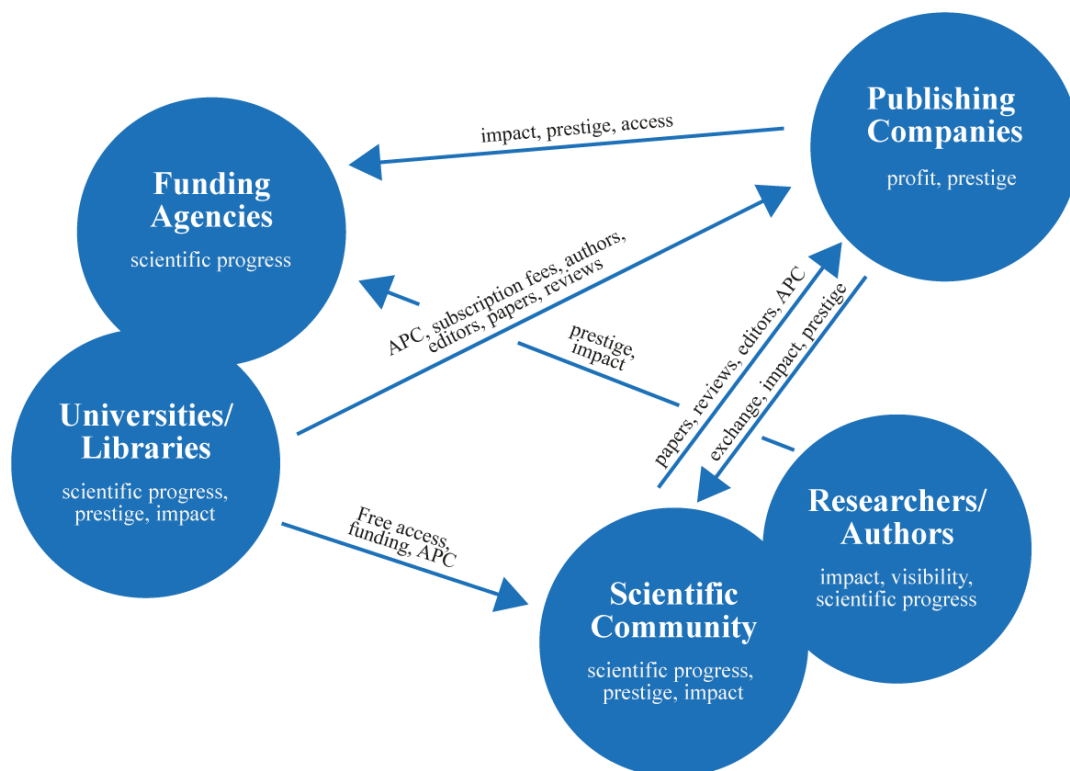 Publishing
Companies
profit, prestige
impact, prestige, access
Funding
Agencies
scientific progress
APC, subscription fees, authors,
editors, papers, reviews
prestige,
impact
papers, reviews, editors, APC
exchange, impact, prestige
Universities/
Libraries
scientific progress,
prestige, impact
Free access,
funding, APC
Researchers/
Authors
impact, visibility,
scientific progress
Scientific
Community
scientific progress,
prestige, impact